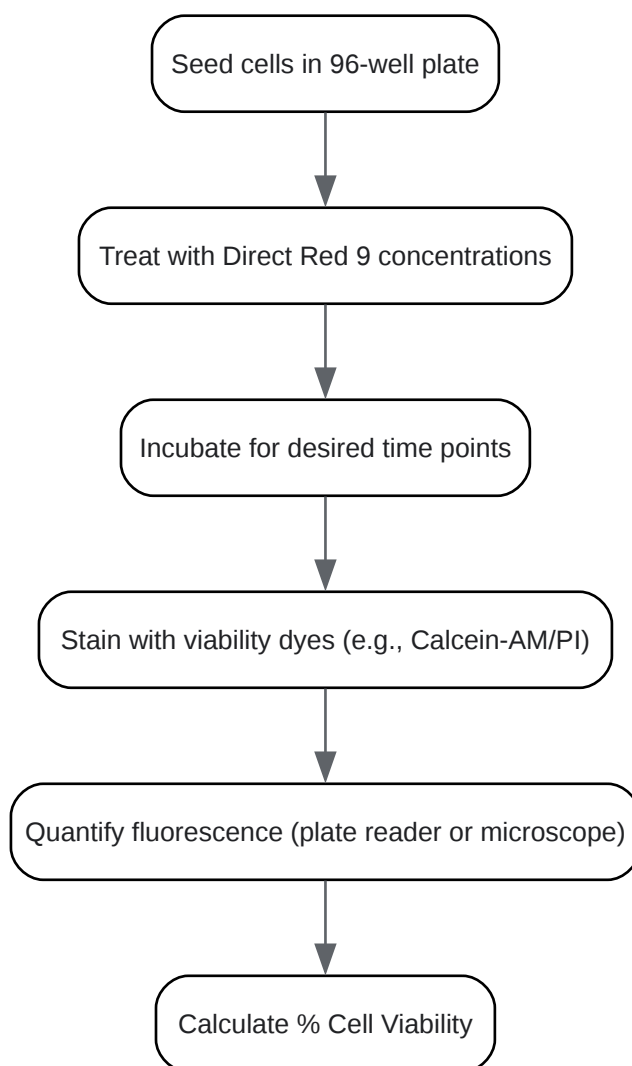 Seed cells in 96-well plate
Treat with Direct Red 9 concentrations
Incubate for desired time points
Stain with viability dyes (e.g., Calcein-AM/PI)
Quantify fluorescence (plate reader or microscope)
Calculate % Cell Viability